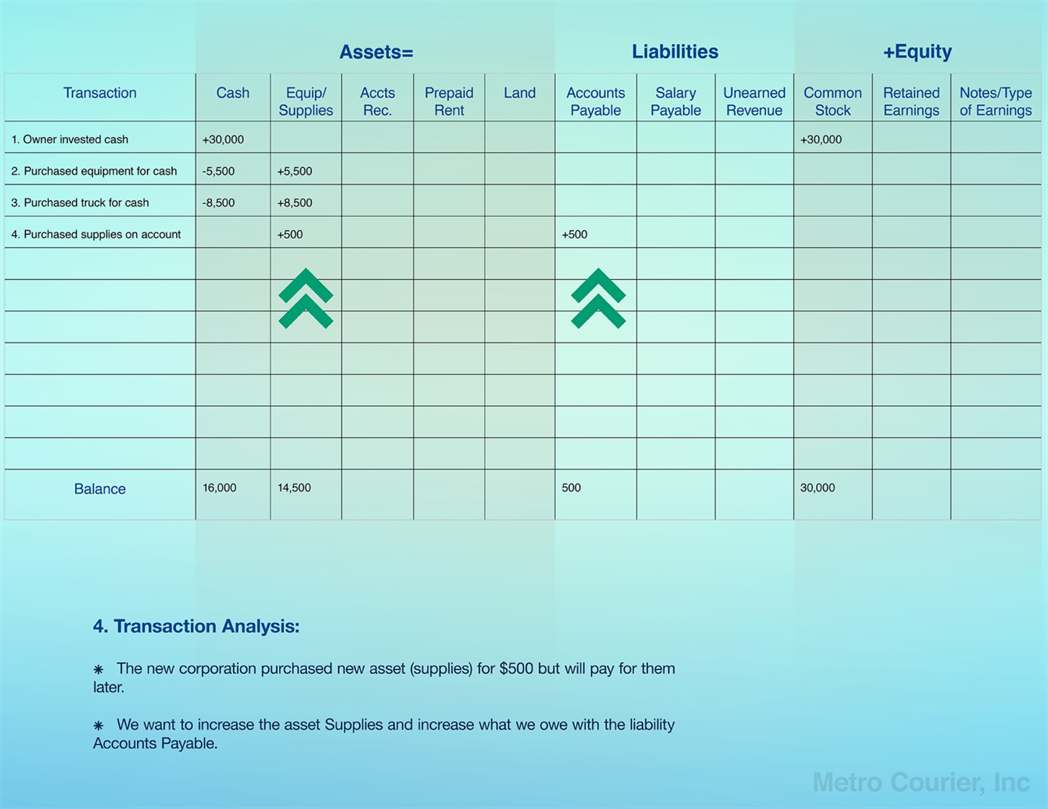 Assets= Liabilities +Equity
Transaction Cash Equip/ Accts Prepaid Land Accounts Salary Unearned Common Retained Notes/Type
Supplies Rec. Rent Payable Payable Revenue Stock Earnings of Earnings
1. Owner invested cash +30,000 +30,000
2. Purchased equipment for cash -5,500 +5,500
3. Purchased truck for cash -8,500 +8,500
4. Purchased supplies on account +500 +500
Balance 16,000 14,500 500 30,000
4. Transaction Analysis:
✳ The new corporation purchased new asset (supplies) for $500 but will pay for them
later.
✳ We want to increase the asset Supplies and increase what we owe with the liability
Accounts Payable.
Metro Courier, Inc